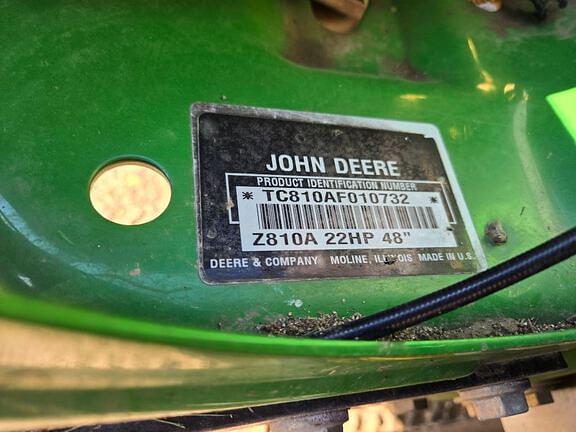 JOHN DEERE
PRODUCT IDENTIFICATION NUMBER
* TC810AF010732 *
Z810A 22HP 48"
DEERE & COMPANY MOLINE, ILLINOIS MADE IN U.S.